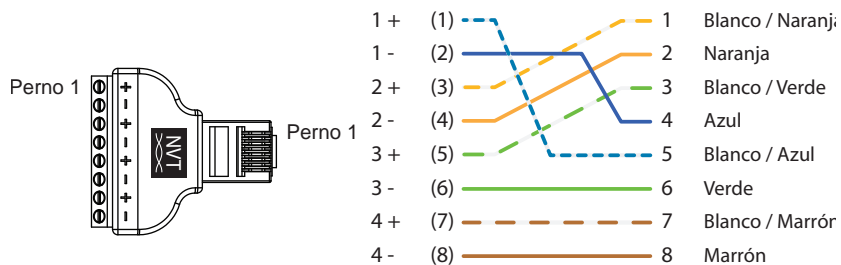 1 + (1) 1 Blanco / Naranja
1 - (2) 2 Naranja
2 + (3) 3 Blanco / Verde
2 - (4) 4 Azul
3 + (5) 5 Blanco / Azul
3 - (6) 6 Verde
4 + (7) 7 Blanco / Marrón
4 - (8) 8 Marrón
Perno 1
+
-
+
-
+
-
+
-
NVT
Perno 1